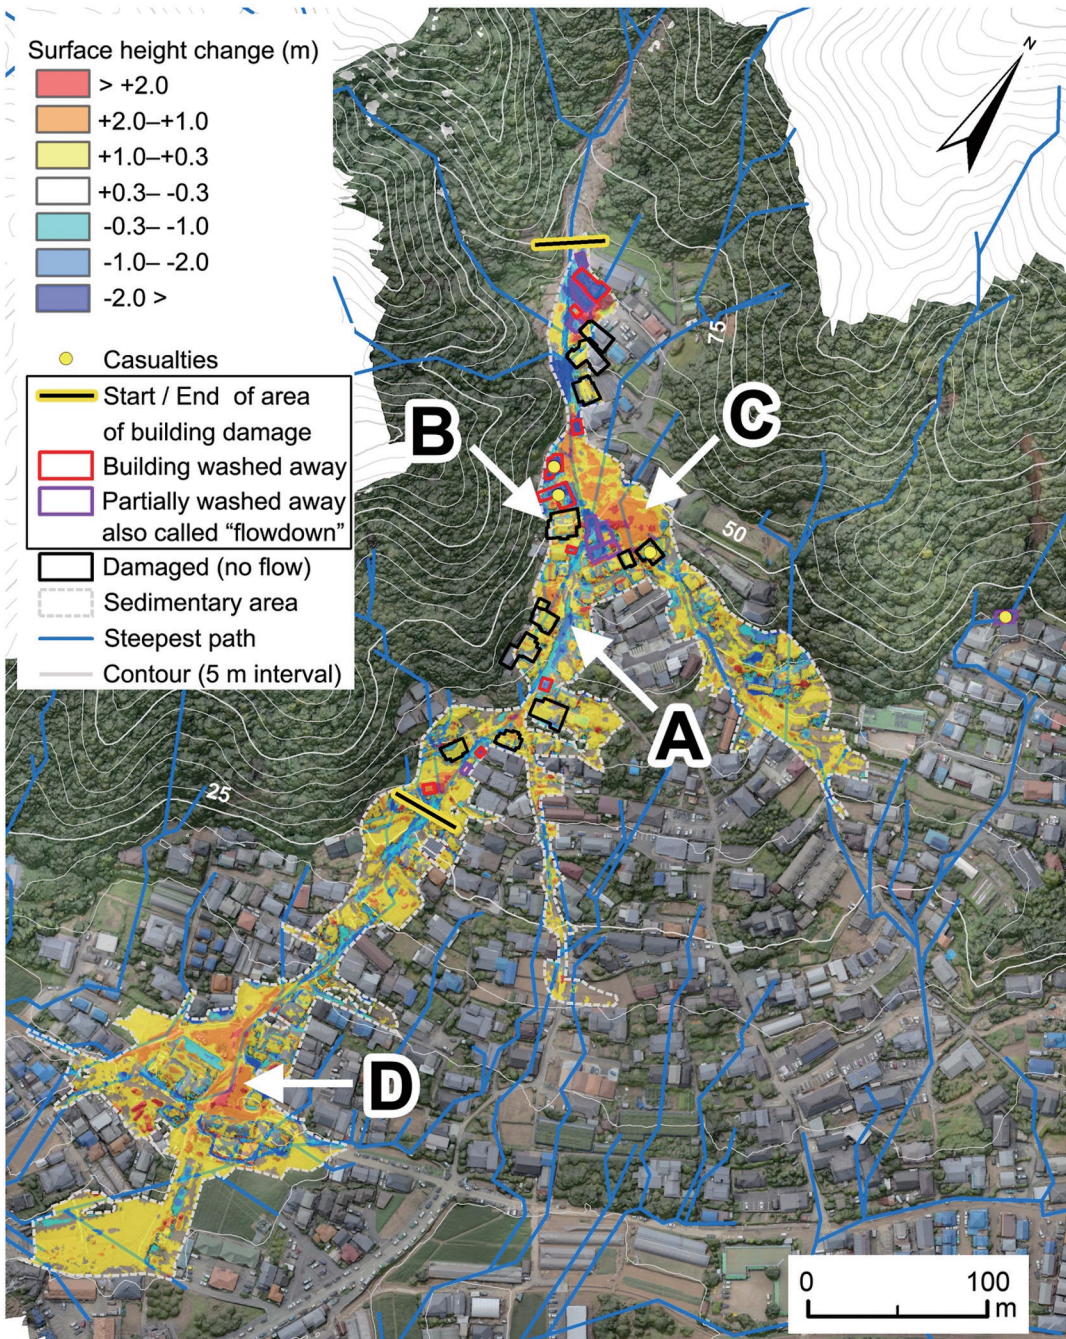 Surface height change (m)
> +2.0
+2.0–+1.0
+1.0–+0.3
+0.3– -0.3
-0.3– -1.0
-1.0– -2.0
-2.0 >
Casualties
Start / End of area
of building damage
Building washed away
Partially washed away
also called “flowdown”
Damaged (no flow)
Sedimentary area
Steepest path
Contour (5 m interval)
N
75
B
C
50
A
25
D
0 100
m